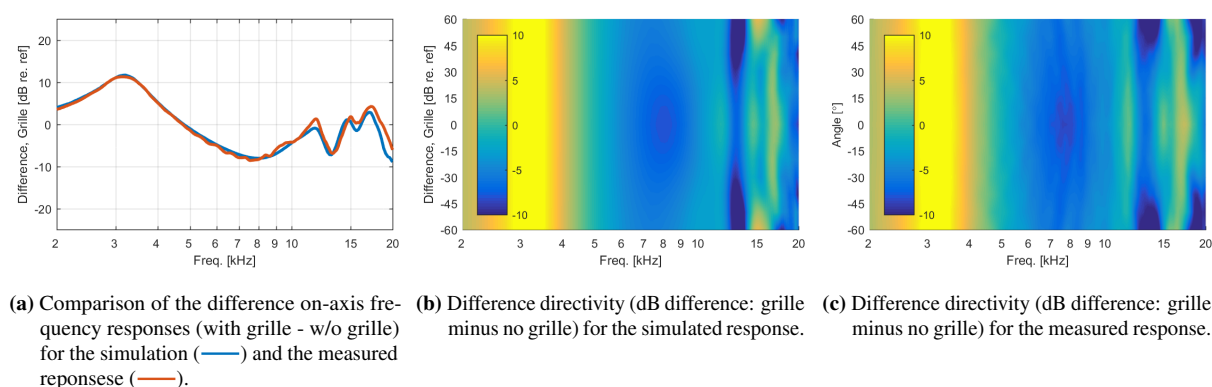 Difference, Grille [dB re. ref]
20
10
0
-10
-20
2 3 4 5 6 7 8 9 10 15 20
Freq. [kHz]
Difference, Grille [dB re. ref]
60
45
30
15
0
-15
-30
-45
-60
10
5
0
-5
-10
2 3 4 5 6 7 8 9 10 15 20
Freq. [kHz]
Angle [°]
60
45
30
15
0
-15
-30
-45
-60
10
5
0
-5
-10
2 3 4 5 6 7 8 9 10 15 20
Freq. [kHz]
(a) Comparison of the difference on-axis fre-
quency responses (with grille - w/o grille)
for the simulation (——) and the measured
reponsese (——).
(b) Difference directivity (dB difference: grille
minus no grille) for the simulated response.
(c) Difference directivity (dB difference: grille
minus no grille) for the measured response.